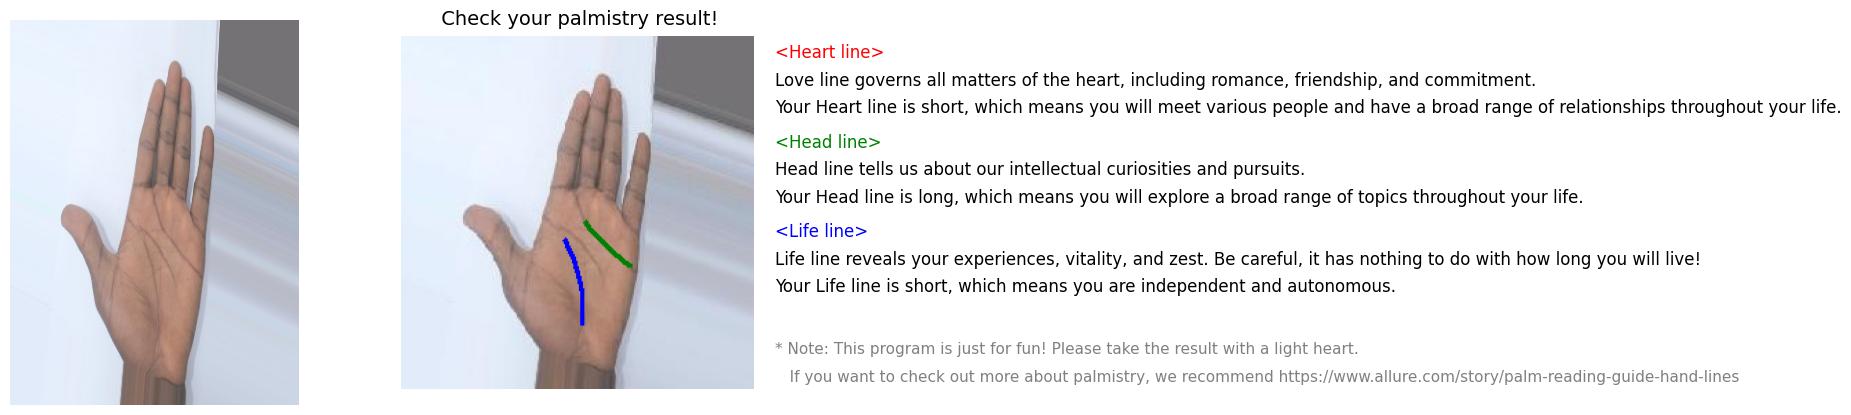 Check your palmistry result!
<Heart line>
Love line governs all matters of the heart, including romance, friendship, and commitment.
Your Heart line is short, which means you will meet various people and have a broad range of relationships throughout your life.
<Head line>
Head line tells us about our intellectual curiosities and pursuits.
Your Head line is long, which means you will explore a broad range of topics throughout your life.
<Life line>
Life line reveals your experiences, vitality, and zest. Be careful, it has nothing to do with how long you will live!
Your Life line is short, which means you are independent and autonomous.
* Note: This program is just for fun! Please take the result with a light heart.
If you want to check out more about palmistry, we recommend https://www.allure.com/story/palm-reading-guide-hand-lines